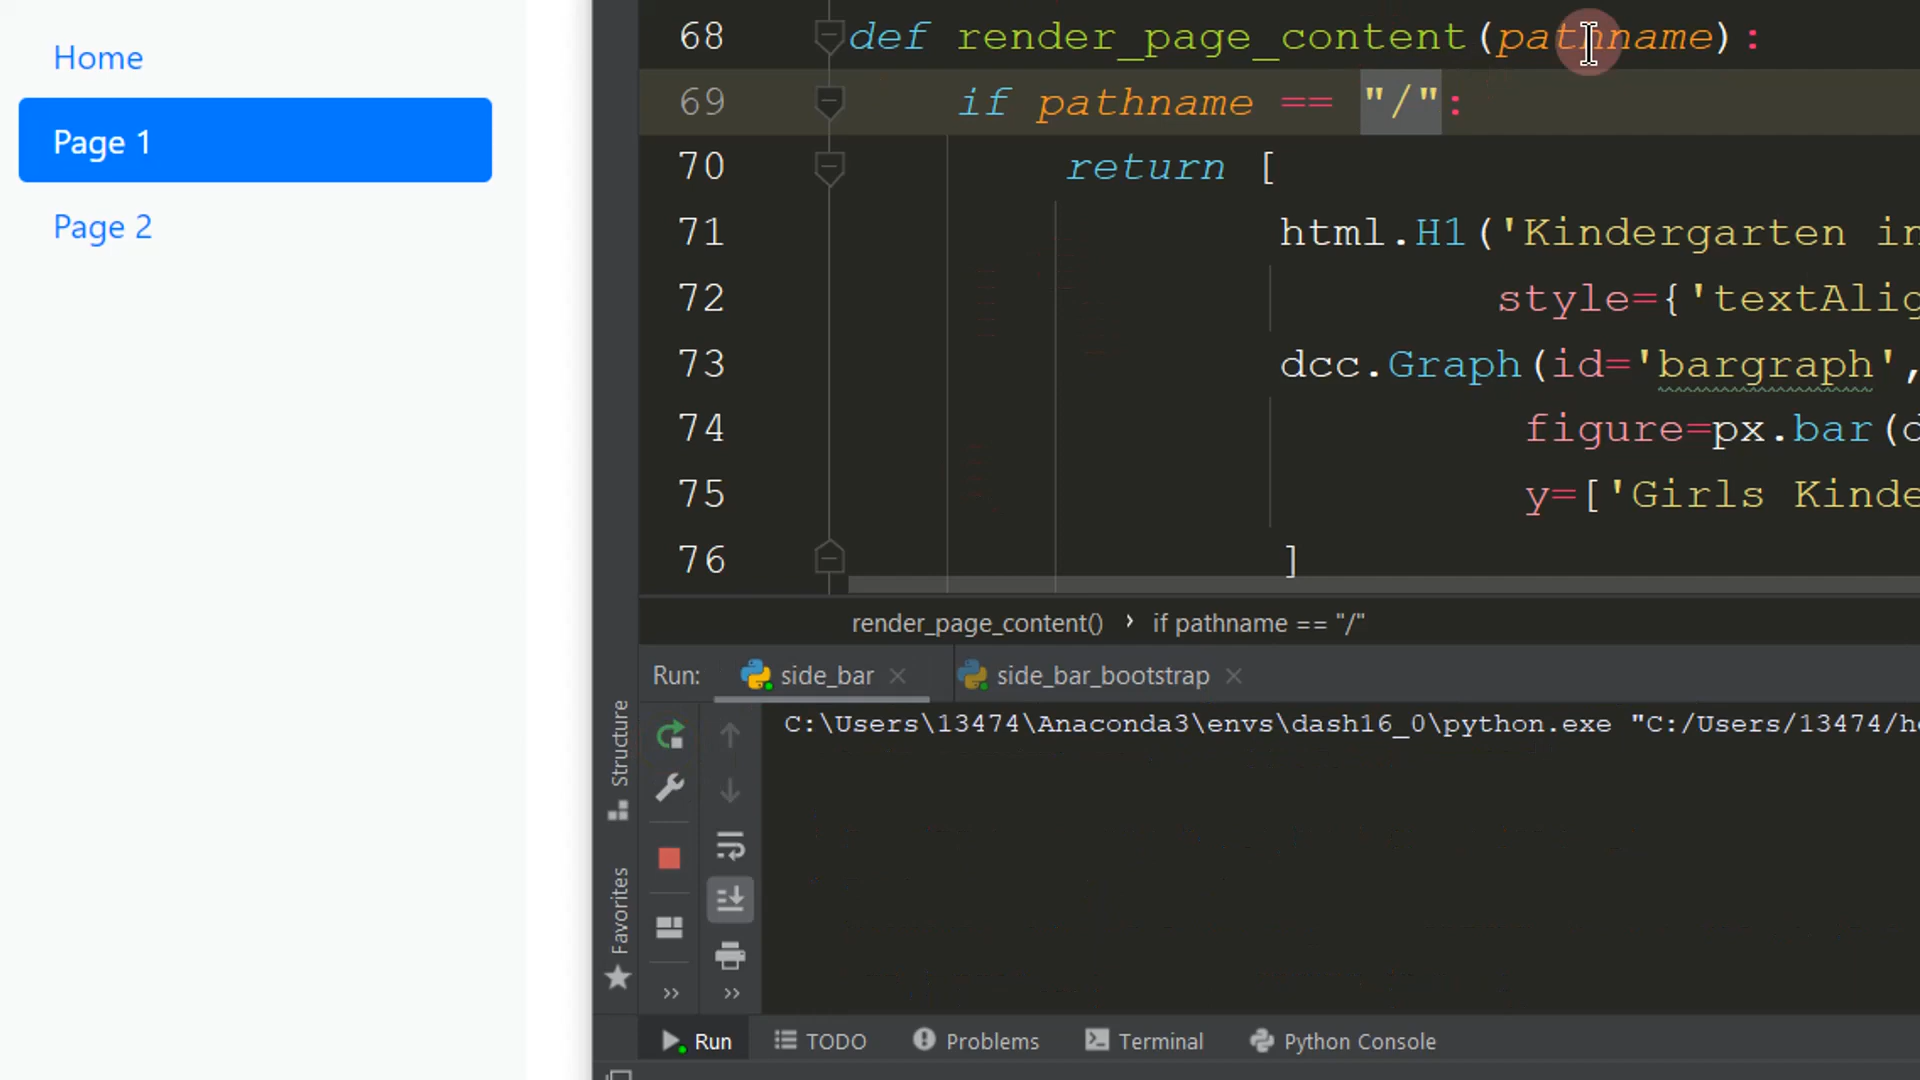 Home
Page 1
Page 2
68 def render_page_content(pathname):
69 if pathname == "/":
70 return [
71 html.H1('Kindergarten in
72 style={'textAlig
73 dcc.Graph(id='bargraph',
74 figure=px.bar(d
75 y=['Girls Kinde
76 ]
render_page_content() › if pathname == "/"
Run: side_bar × side_bar_bootstrap ×
C:\Users\13474\Anaconda3\envs\dash16_0\python.exe "C:/Users/13474/h
Structure
Favorites
Run TODO Problems Terminal Python Console